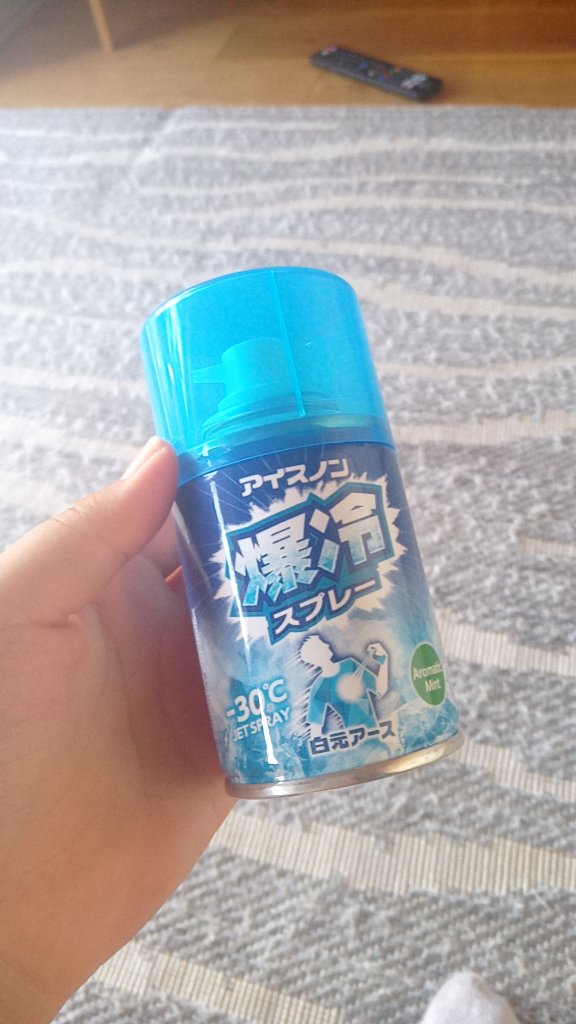 アイスノン
爆冷
スプレー
-30℃
JET SPRAY
Aromatic
Mint
白元アース